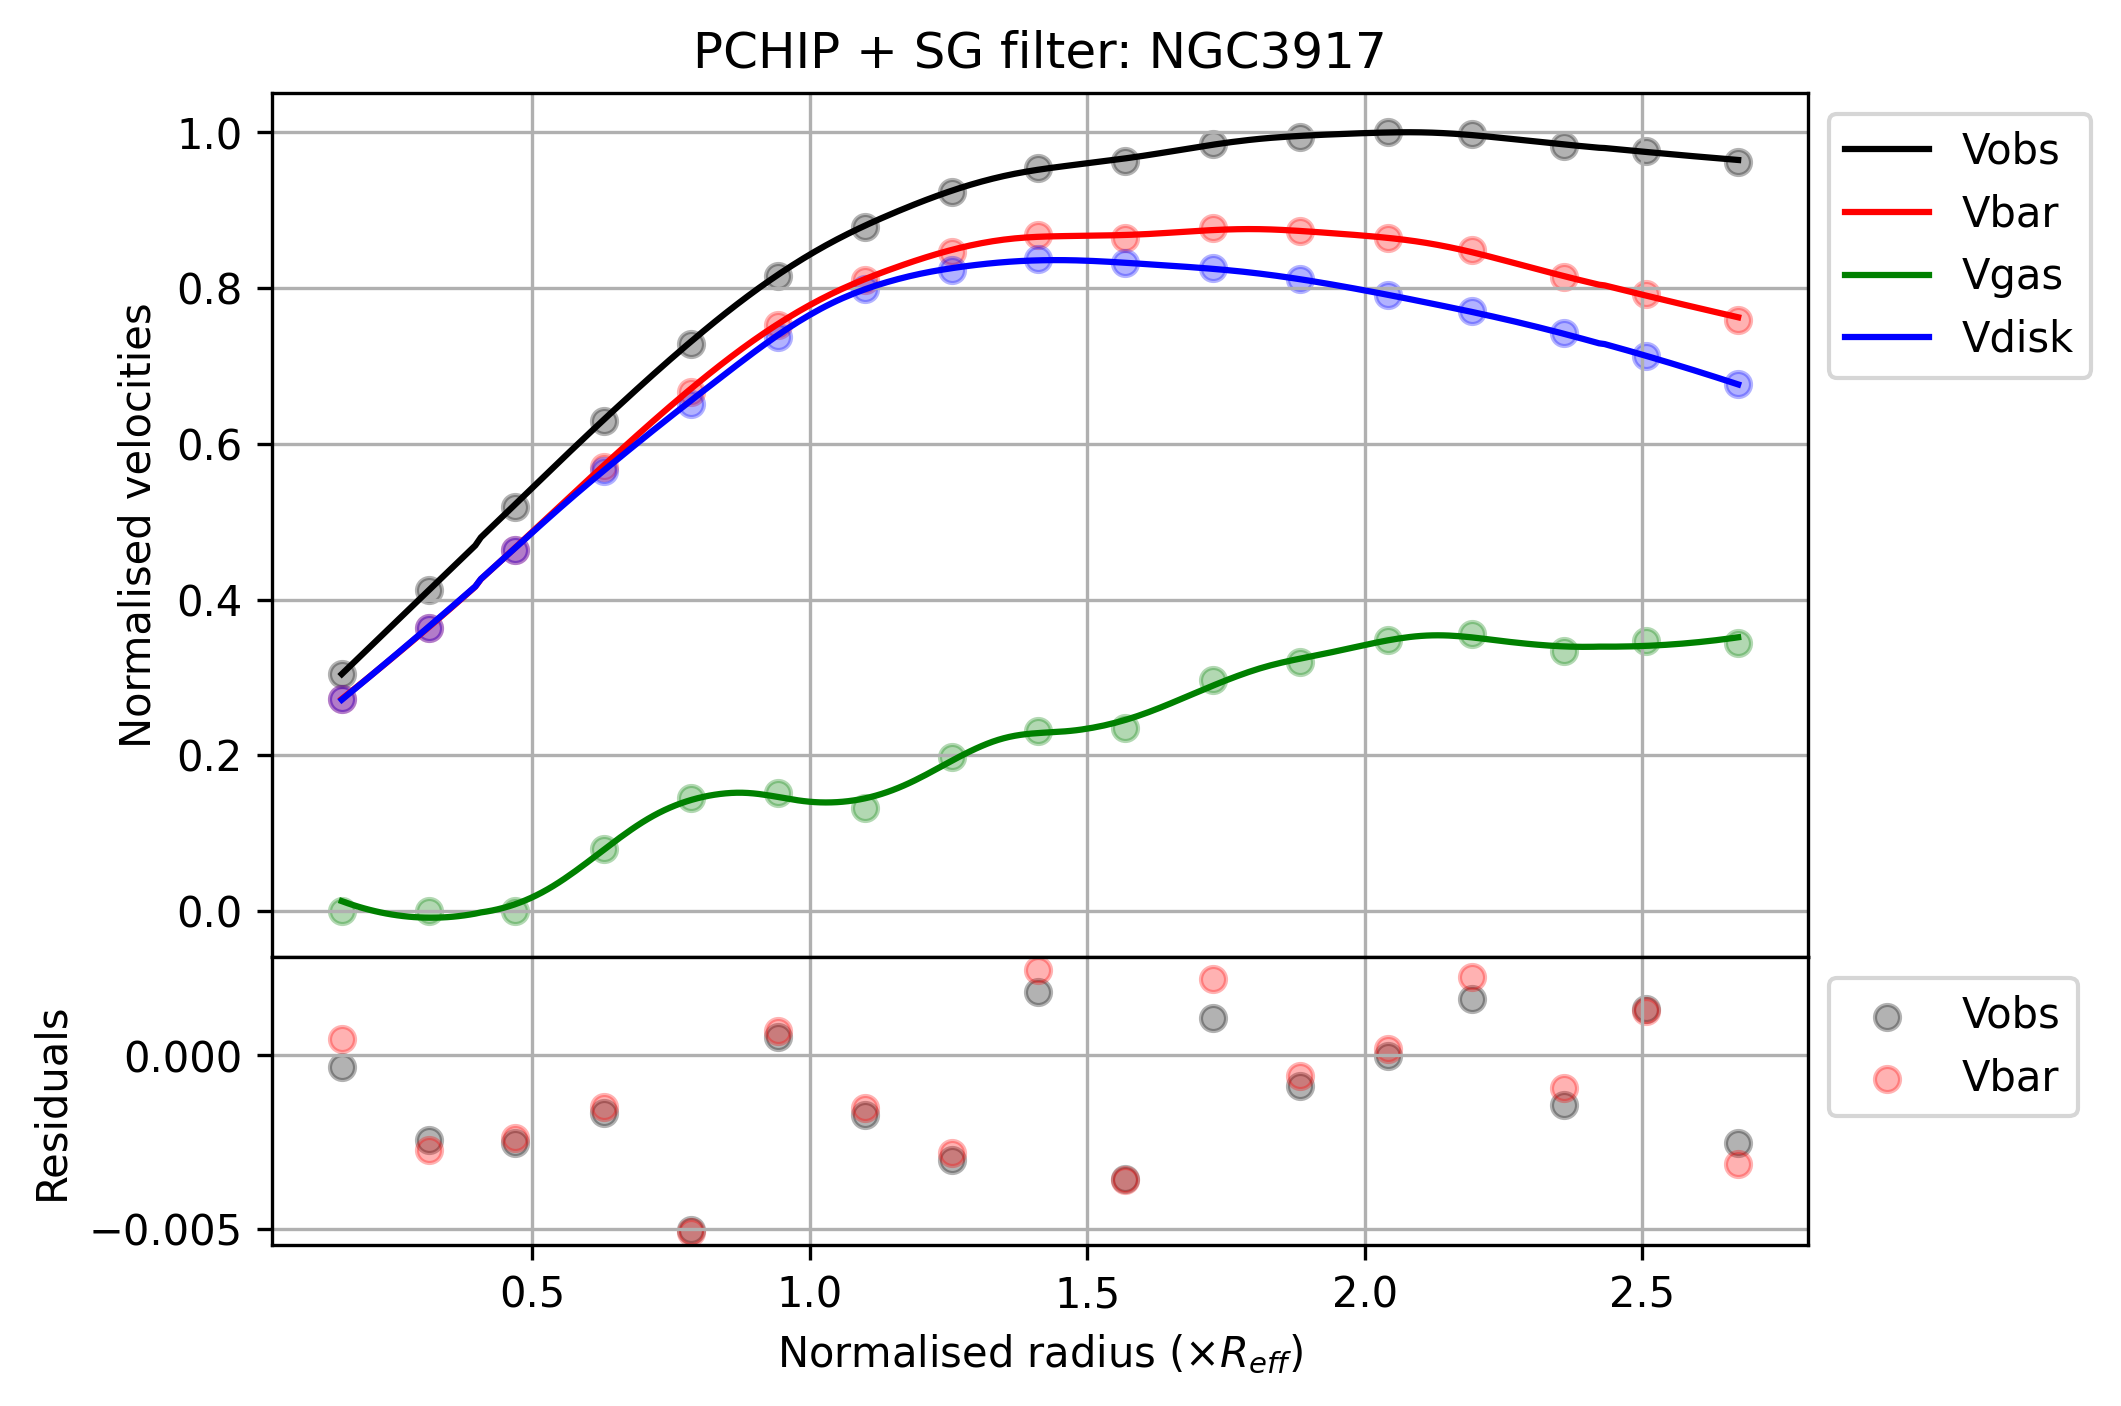 PCHIP + SG filter: NGC3917
Normalised velocities
1.0
0.8
0.6
0.4
0.2
0.0
Vobs
Vbar
Vgas
Vdisk
Residuals
0.000
−0.005
Vobs
Vbar
0.5 1.0 1.5 2.0 2.5
Normalised radius (×R_eff)